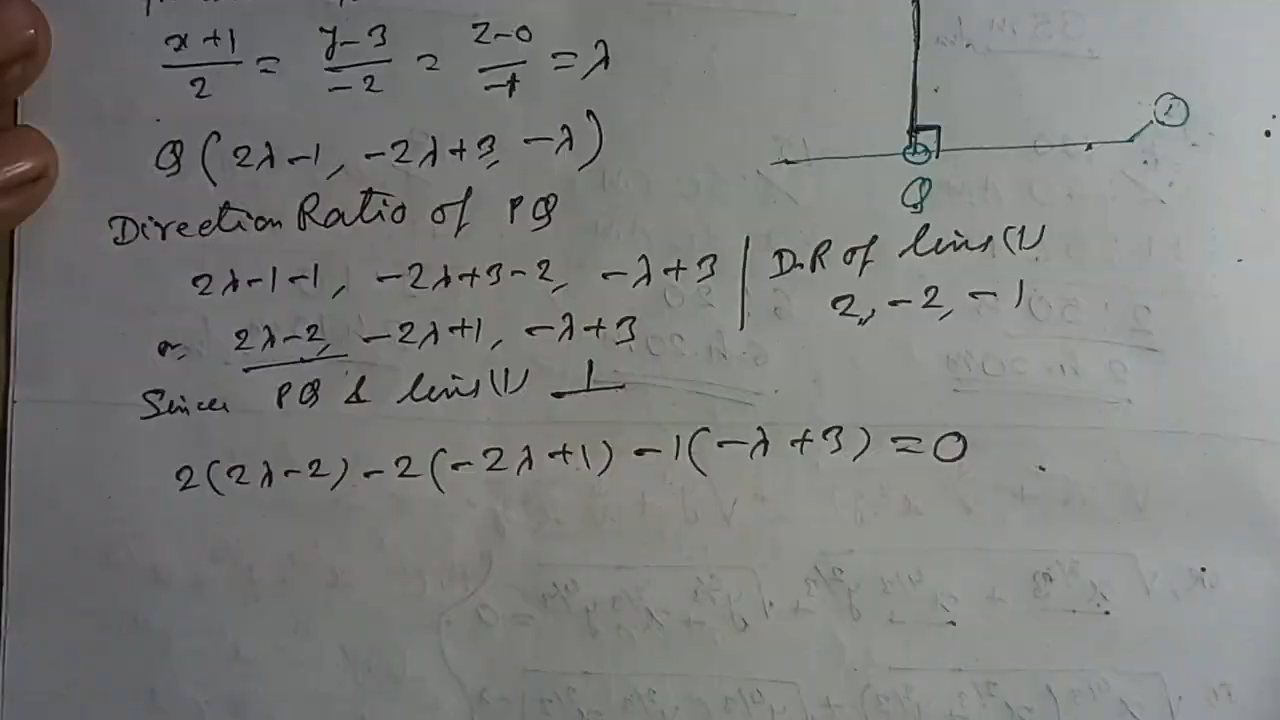 x+1/2 = y-3/-2 = z-0/-1 = λ
Q(2λ-1, -2λ+3, -λ)
Q
Direction Ratio of PQ
2λ-1-1, -2λ+3-2, -λ+3
D.R of line(1)
2, -2, -1
or, 2λ-2, -2λ+1, -λ+3
Since PQ & line(1) ⊥
2(2λ-2)-2(-2λ+1)-1(-λ+3)=0